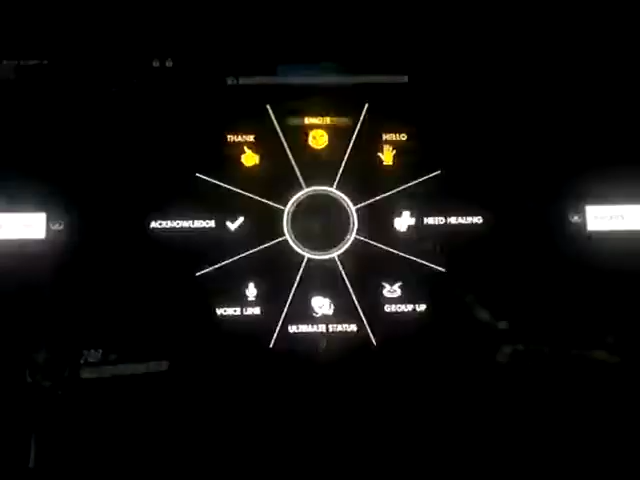 EMOTE
THANK
HELLO
ACKNOWLEDGE
NEED HEALING
VOICE LINE
GROUP UP
ULTIMATE STATUS